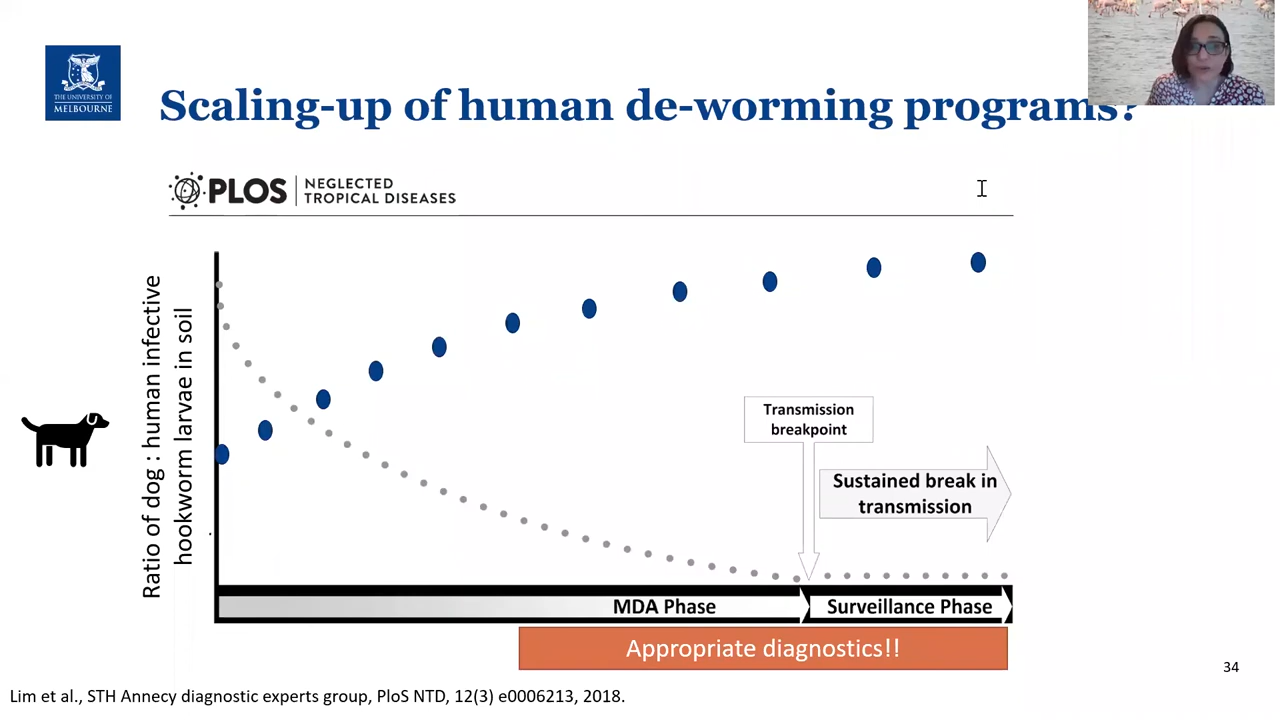 THE UNIVERSITY OF
MELBOURNE
Scaling-up of human de-worming programs?
PLOS
NEGLECTED
TROPICAL DISEASES
Ratio of dog : human infective
hookworm larvae in soil
Transmission
breakpoint
Sustained break in
transmission
MDA Phase
Surveillance Phase
Appropriate diagnostics!!
34
Lim et al., STH Annecy diagnostic experts group, PloS NTD, 12(3) e0006213, 2018.